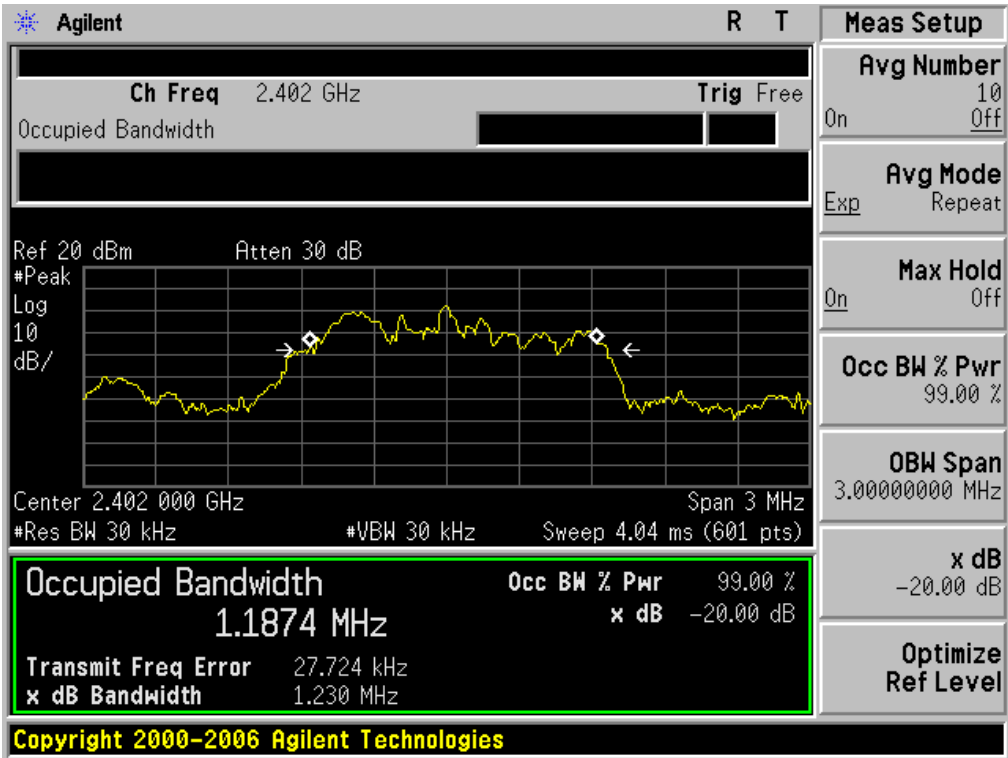 Agilent R T
Ch Freq 2.402 GHz Trig Free
Occupied Bandwidth
Ref 20 dBm Atten 30 dB
#Peak
Log
10
dB/
Center 2.402 000 GHz Span 3 MHz
#Res BW 30 kHz #VBW 30 kHz Sweep 4.04 ms (601 pts)
Occupied Bandwidth Occ BW % Pwr 99.00 %
1.1874 MHz x dB -20.00 dB
Transmit Freq Error 27.724 kHz
x dB Bandwidth 1.230 MHz
Copyright 2000-2006 Agilent Technologies
Meas Setup
Avg Number
10
On Off
Avg Mode
Exp Repeat
Max Hold
On Off
Occ BW % Pwr
99.00 %
OBW Span
3.00000000 MHz
x dB
-20.00 dB
Optimize
Ref Level